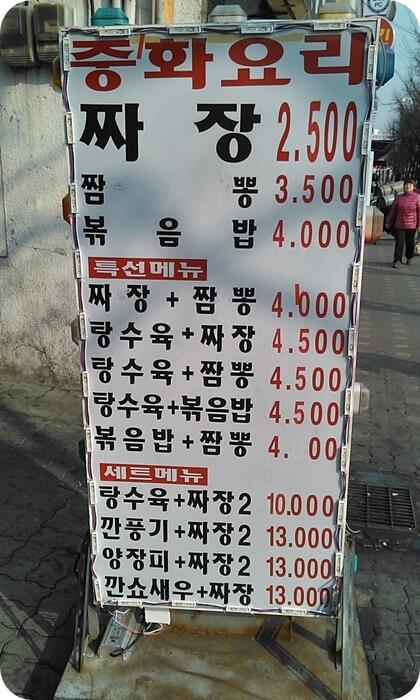 중화요리
짜장 2.500
짬뽕 3.500
볶음밥 4.000
특선메뉴
짜장+짬뽕 4.000
탕수육+짜장 4.500
탕수육+짬뽕 4.500
탕수육+볶음밥 4.500
볶음밥+짬뽕 4. 00
세트메뉴
탕수육+짜장2 10.000
깐풍기+짜장2 13.000
양장피+짜장2 13.000
깐쇼새우+짜장 13.000